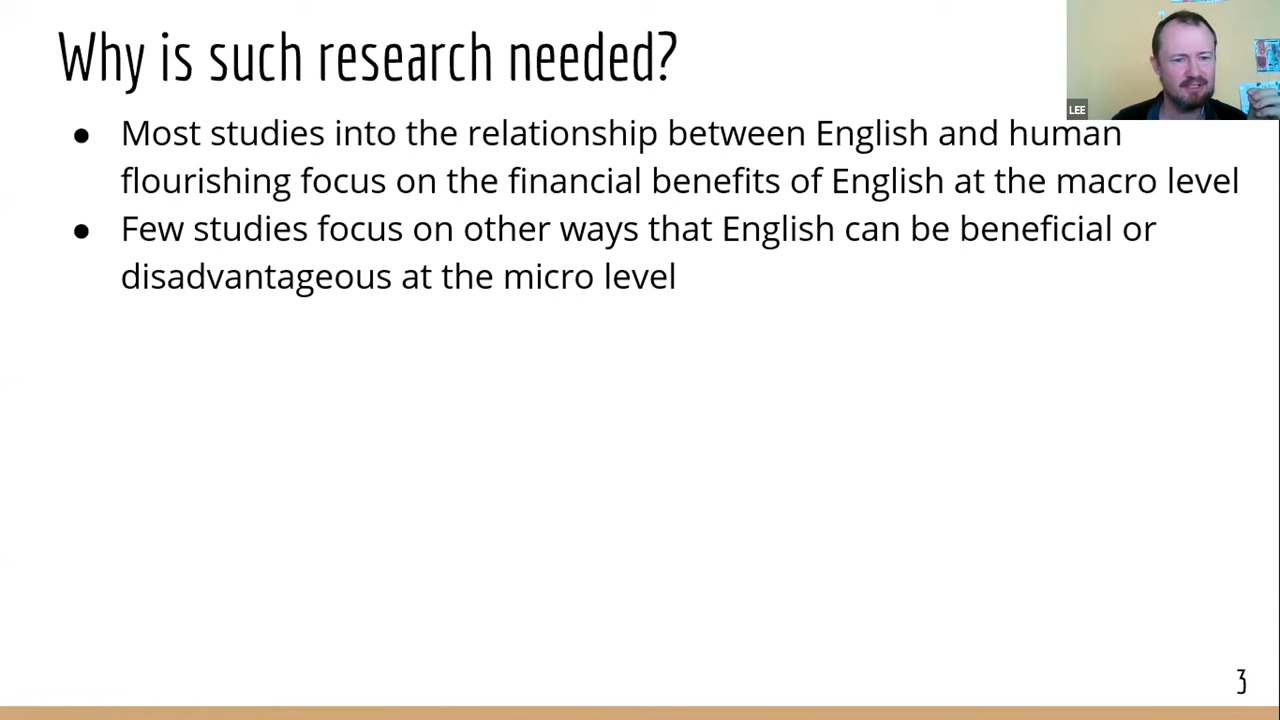 Why is such research needed?
LEE
● Most studies into the relationship between English and human
flourishing focus on the financial benefits of English at the macro level
● Few studies focus on other ways that English can be beneficial or
disadvantageous at the micro level
3